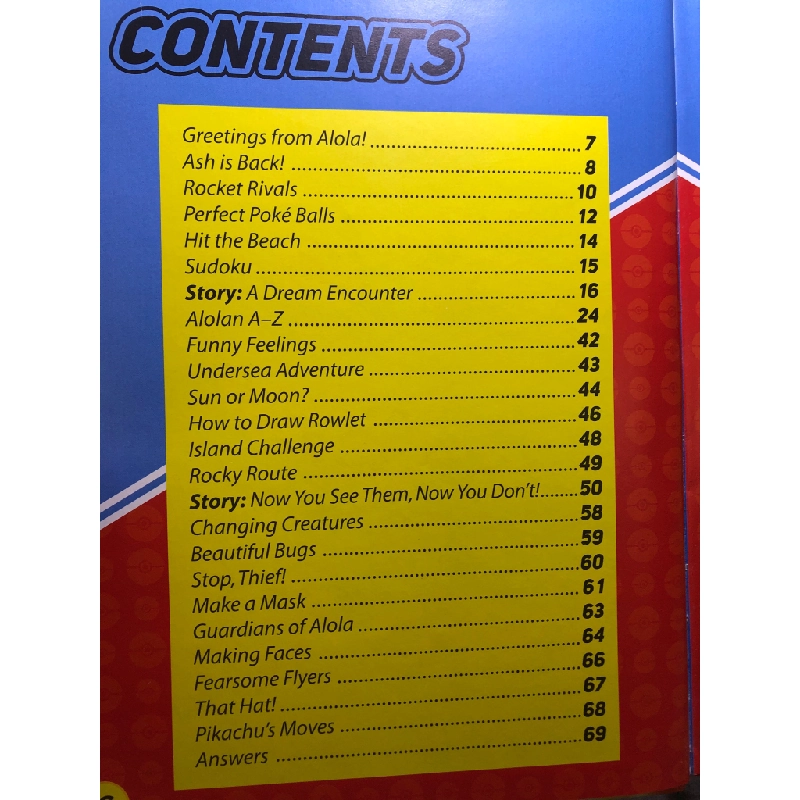 CONTENTS
Greetings from Alola! 7
Ash is Back! 8
Rocket Rivals 10
Perfect Poké Balls 12
Hit the Beach 14
Sudoku 15
Story: A Dream Encounter 16
Alolan A–Z 24
Funny Feelings 42
Undersea Adventure 43
Sun or Moon? 44
How to Draw Rowlet 46
Island Challenge 48
Rocky Route 49
Story: Now You See Them, Now You Don't! 50
Changing Creatures 58
Beautiful Bugs 59
Stop, Thief! 60
Make a Mask 61
Guardians of Alola 63
Making Faces 64
Fearsome Flyers 66
That Hat! 67
Pikachu's Moves 68
Answers 69